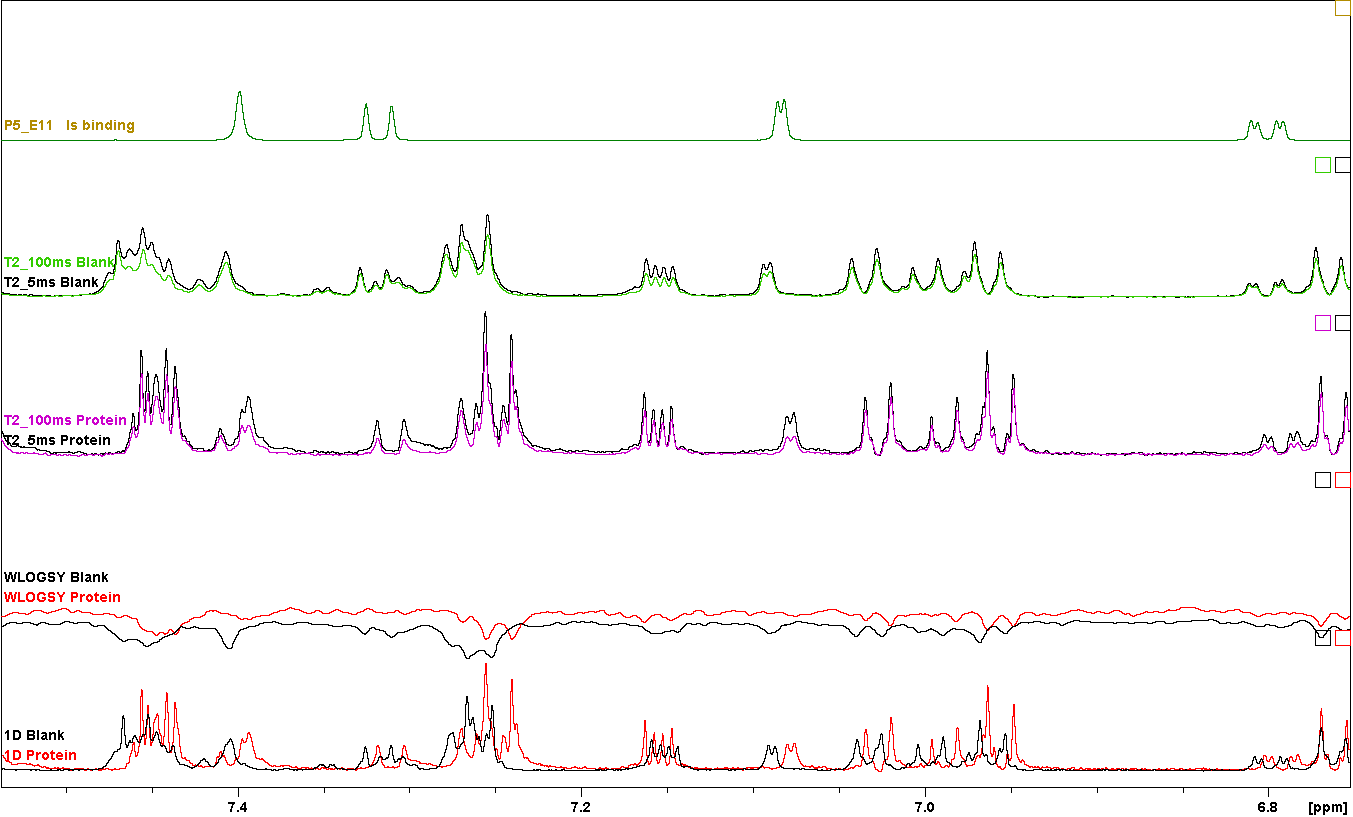 P5_E11 Is binding
T2_100ms Blank
T2_5ms Blank
T2_100ms Protein
T2_5ms Protein
WLOGSY Blank
WLOGSY Protein
1D Blank
1D Protein
7.4 7.2 7.0 6.8 [ppm]